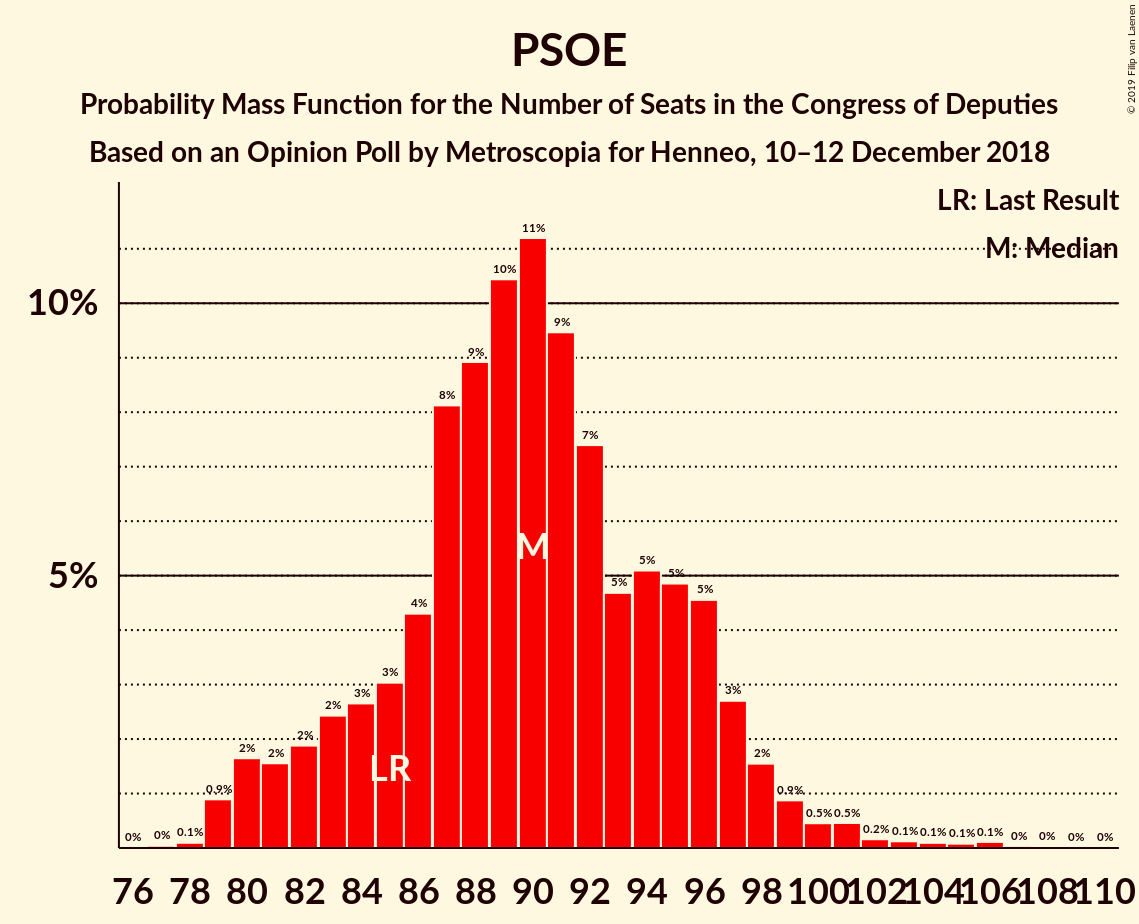 PSOE
Probability Mass Function for the Number of Seats in the Congress of Deputies
Based on an Opinion Poll by Metroscopia for Henneo, 10–12 December 2018
© 2019 Filip van Laenen
LR: Last Result
M: Median
10%
5%
0% 0% 0.1% 0.9% 2% 2% 2% 2% 3% 3% 4% 8% 9% 10% 11% 9% 7% 5% 5% 5% 5% 3% 2% 0.9% 0.5% 0.5% 0.2% 0.1% 0.1% 0.1% 0.1% 0% 0% 0% 0%
M
LR
76 78 80 82 84 86 88 90 92 94 96 98 100 102 104 106 108 110